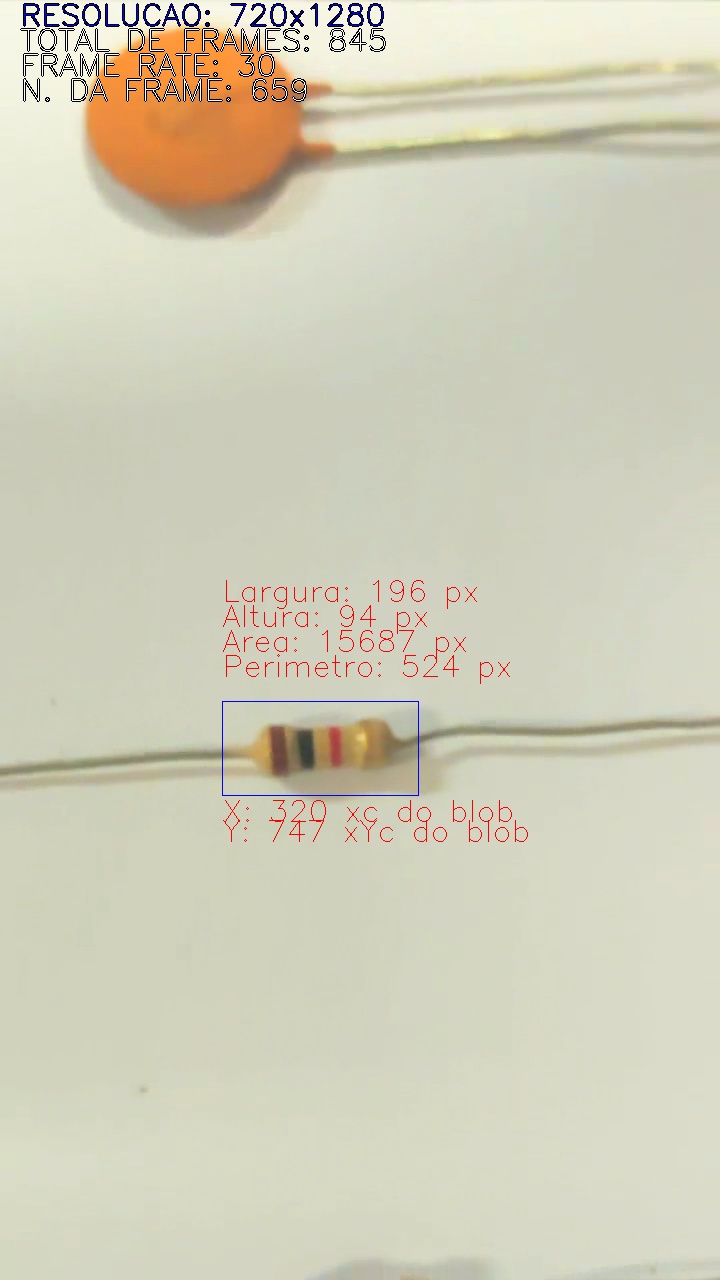 RESOLUCAO: 720x1280
TOTAL DE FRAMES: 845
FRAME RATE: 30
N. DA FRAME: 659
Largura: 196 px
Altura: 94 px
Area: 15687 px
Perimetro: 524 px
X: 320 xc do blob
Y: 747 xYc do blob